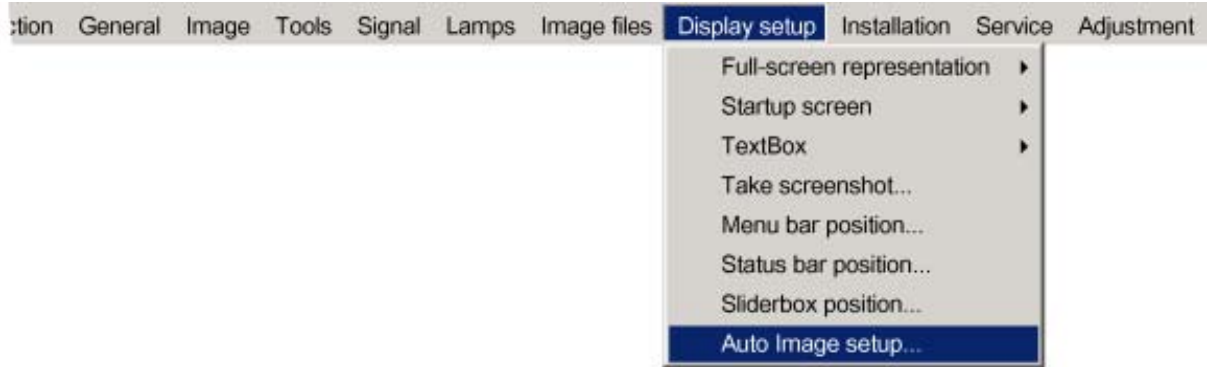 ction General Image Tools Signal Lamps Image files Display setup Installation Service Adjustment
Full-screen representation
Startup screen
TextBox
Take screenshot...
Menu bar position...
Status bar position...
Sliderbox position...
Auto Image setup...